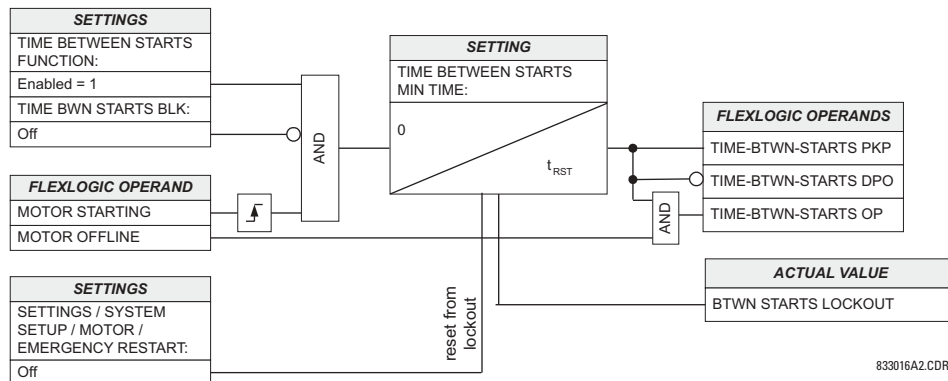 SETTINGS
TIME BETWEEN STARTS
FUNCTION:
Enabled = 1
TIME BWN STARTS BLK:
Off
FLEXLOGIC OPERAND
MOTOR STARTING
MOTOR OFFLINE
SETTINGS
SETTINGS / SYSTEM
SETUP / MOTOR /
EMERGENCY RESTART:
Off
AND
SETTING
TIME BETWEEN STARTS
MIN TIME:
0
tRST
reset from
lockout
AND
FLEXLOGIC OPERANDS
TIME-BTWN-STARTS PKP
TIME-BTWN-STARTS DPO
TIME-BTWN-STARTS OP
ACTUAL VALUE
BTWN STARTS LOCKOUT
833016A2.CDR